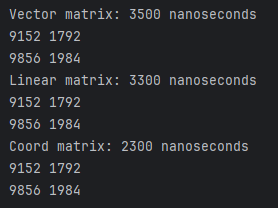 Vector matrix: 3500 nanoseconds
9152 1792
9856 1984
Linear matrix: 3300 nanoseconds
9152 1792
9856 1984
Coord matrix: 2300 nanoseconds
9152 1792
9856 1984